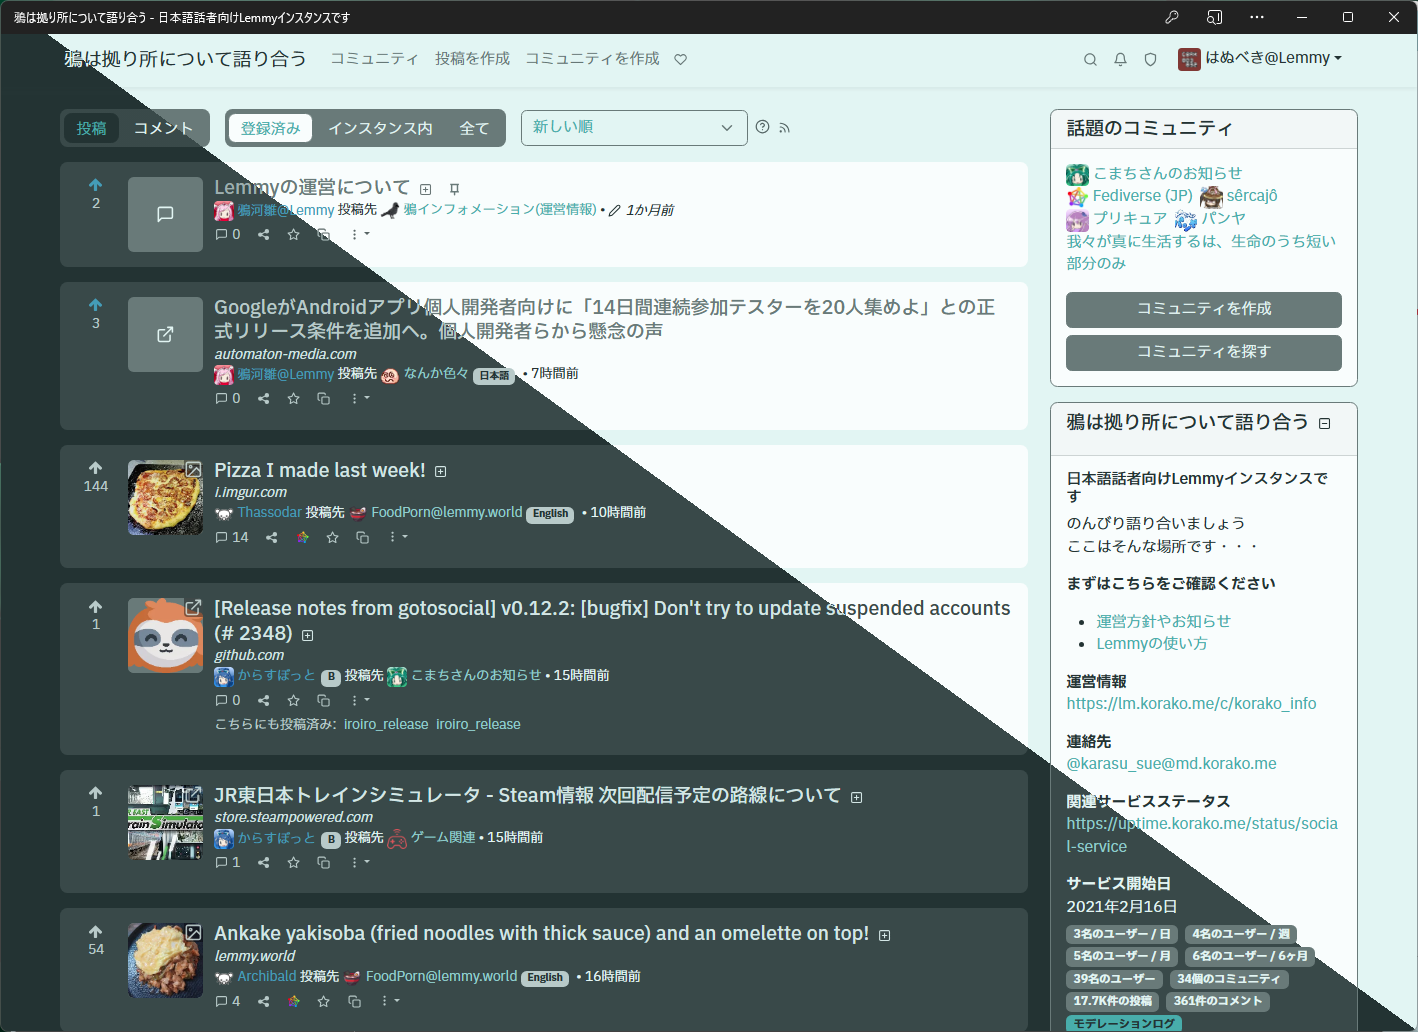 鴉は拠り所について語り合う - 日本語話者向けLemmyインスタンスです
鴉は拠り所について語り合う コミュニティ 投稿を作成 コミュニティを作成
はぬべき@Lemmy
投稿 コメント 登録済み インスタンス内 全て 新しい順
2
Lemmyの運営について
鴉河雛@Lemmy 投稿先 鴉インフォメーション(運営情報) • 1か月前
0
3
GoogleがAndroidアプリ個人開発者向けに「14日間連続参加テスターを20人集めよ」との正
式リリース条件を追加へ。個人開発者らから懸念の声
automaton-media.com
鴉河雛@Lemmy 投稿先 なんか色々 日本語 • 7時間前
0
144
Pizza I made last week!
i.imgur.com
Thassodar 投稿先 FoodPorn@lemmy.world English • 10時間前
14
1
[Release notes from gotosocial] v0.12.2: [bugfix] Don't try to update suspended accounts
(# 2348)
github.com
からすぼっと B 投稿先 こまちさんのお知らせ • 15時間前
0
こちらにも投稿済み: iroiro_release iroiro_release
1
JR東日本トレインシミュレータ - Steam情報 次回配信予定の路線について
store.steampowered.com
からすぼっと B 投稿先 ゲーム関連 • 15時間前
1
54
Ankake yakisoba (fried noodles with thick sauce) and an omelette on top!
lemmy.world
Archibald 投稿先 FoodPorn@lemmy.world English • 16時間前
4
話題のコミュニティ
こまちさんのお知らせ
Fediverse (JP) sêrcajô
プリキュア パンヤ
我々が真に生活するは、生命のうち短い
部分のみ
コミュニティを作成
コミュニティを探す
鴉は拠り所について語り合う
日本語話者向けLemmyインスタンスで
す
のんびり語り合いましょう
ここはそんな場所です・・・
まずはこちらをご確認ください
運営方針やお知らせ
Lemmyの使い方
運営情報
https://lm.korako.me/c/korako_info
連絡先
@karasu_sue@md.korako.me
関連サービスステータス
https://uptime.korako.me/status/socia
l-service
サービス開始日
2021年2月16日
3名のユーザー / 日 4名のユーザー / 週
5名のユーザー / 月 6名のユーザー / 6ヶ月
39名のユーザー 34個のコミュニティ
17.7K件の投稿 361件のコメント
モデレーションログ